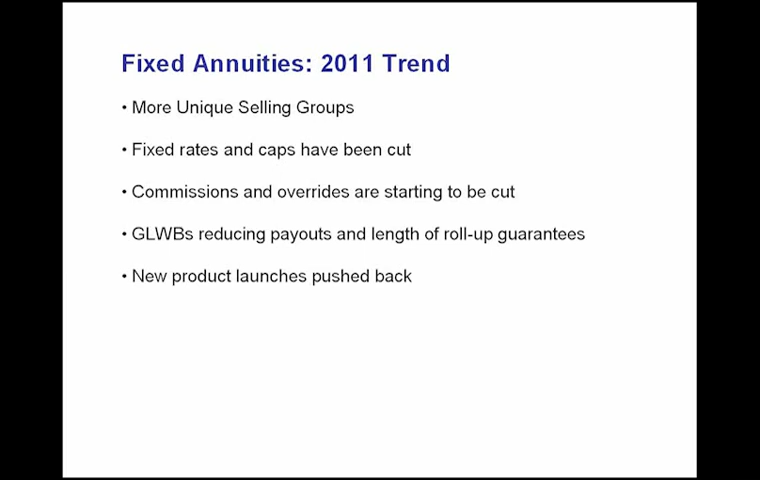 Fixed Annuities: 2011 Trend
• More Unique Selling Groups
• Fixed rates and caps have been cut
• Commissions and overrides are starting to be cut
• GLWBs reducing payouts and length of roll-up guarantees
• New product launches pushed back